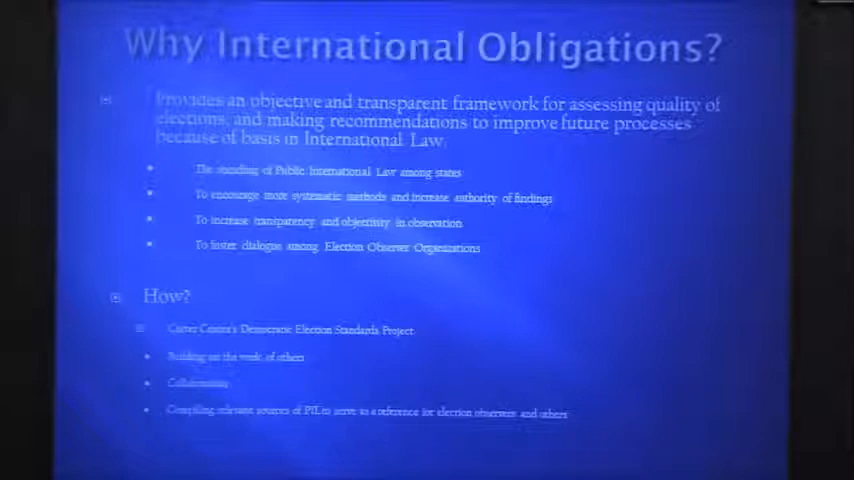 Why International Obligations?
Provides an objective and transparent framework for assessing quality of
elections, and making recommendations to improve future processes
because of basis in International Law.
The standing of Public International Law among states
To encourage more systematic methods and increase authority of findings
To increase transparency and objectivity in observation
To foster dialogue among Election Observer Organizations
How?
Carter Center's Democratic Election Standards Project
Building on the work of others
Collaboration
Compiling relevant sources of PIL to serve as a reference for election observers and others